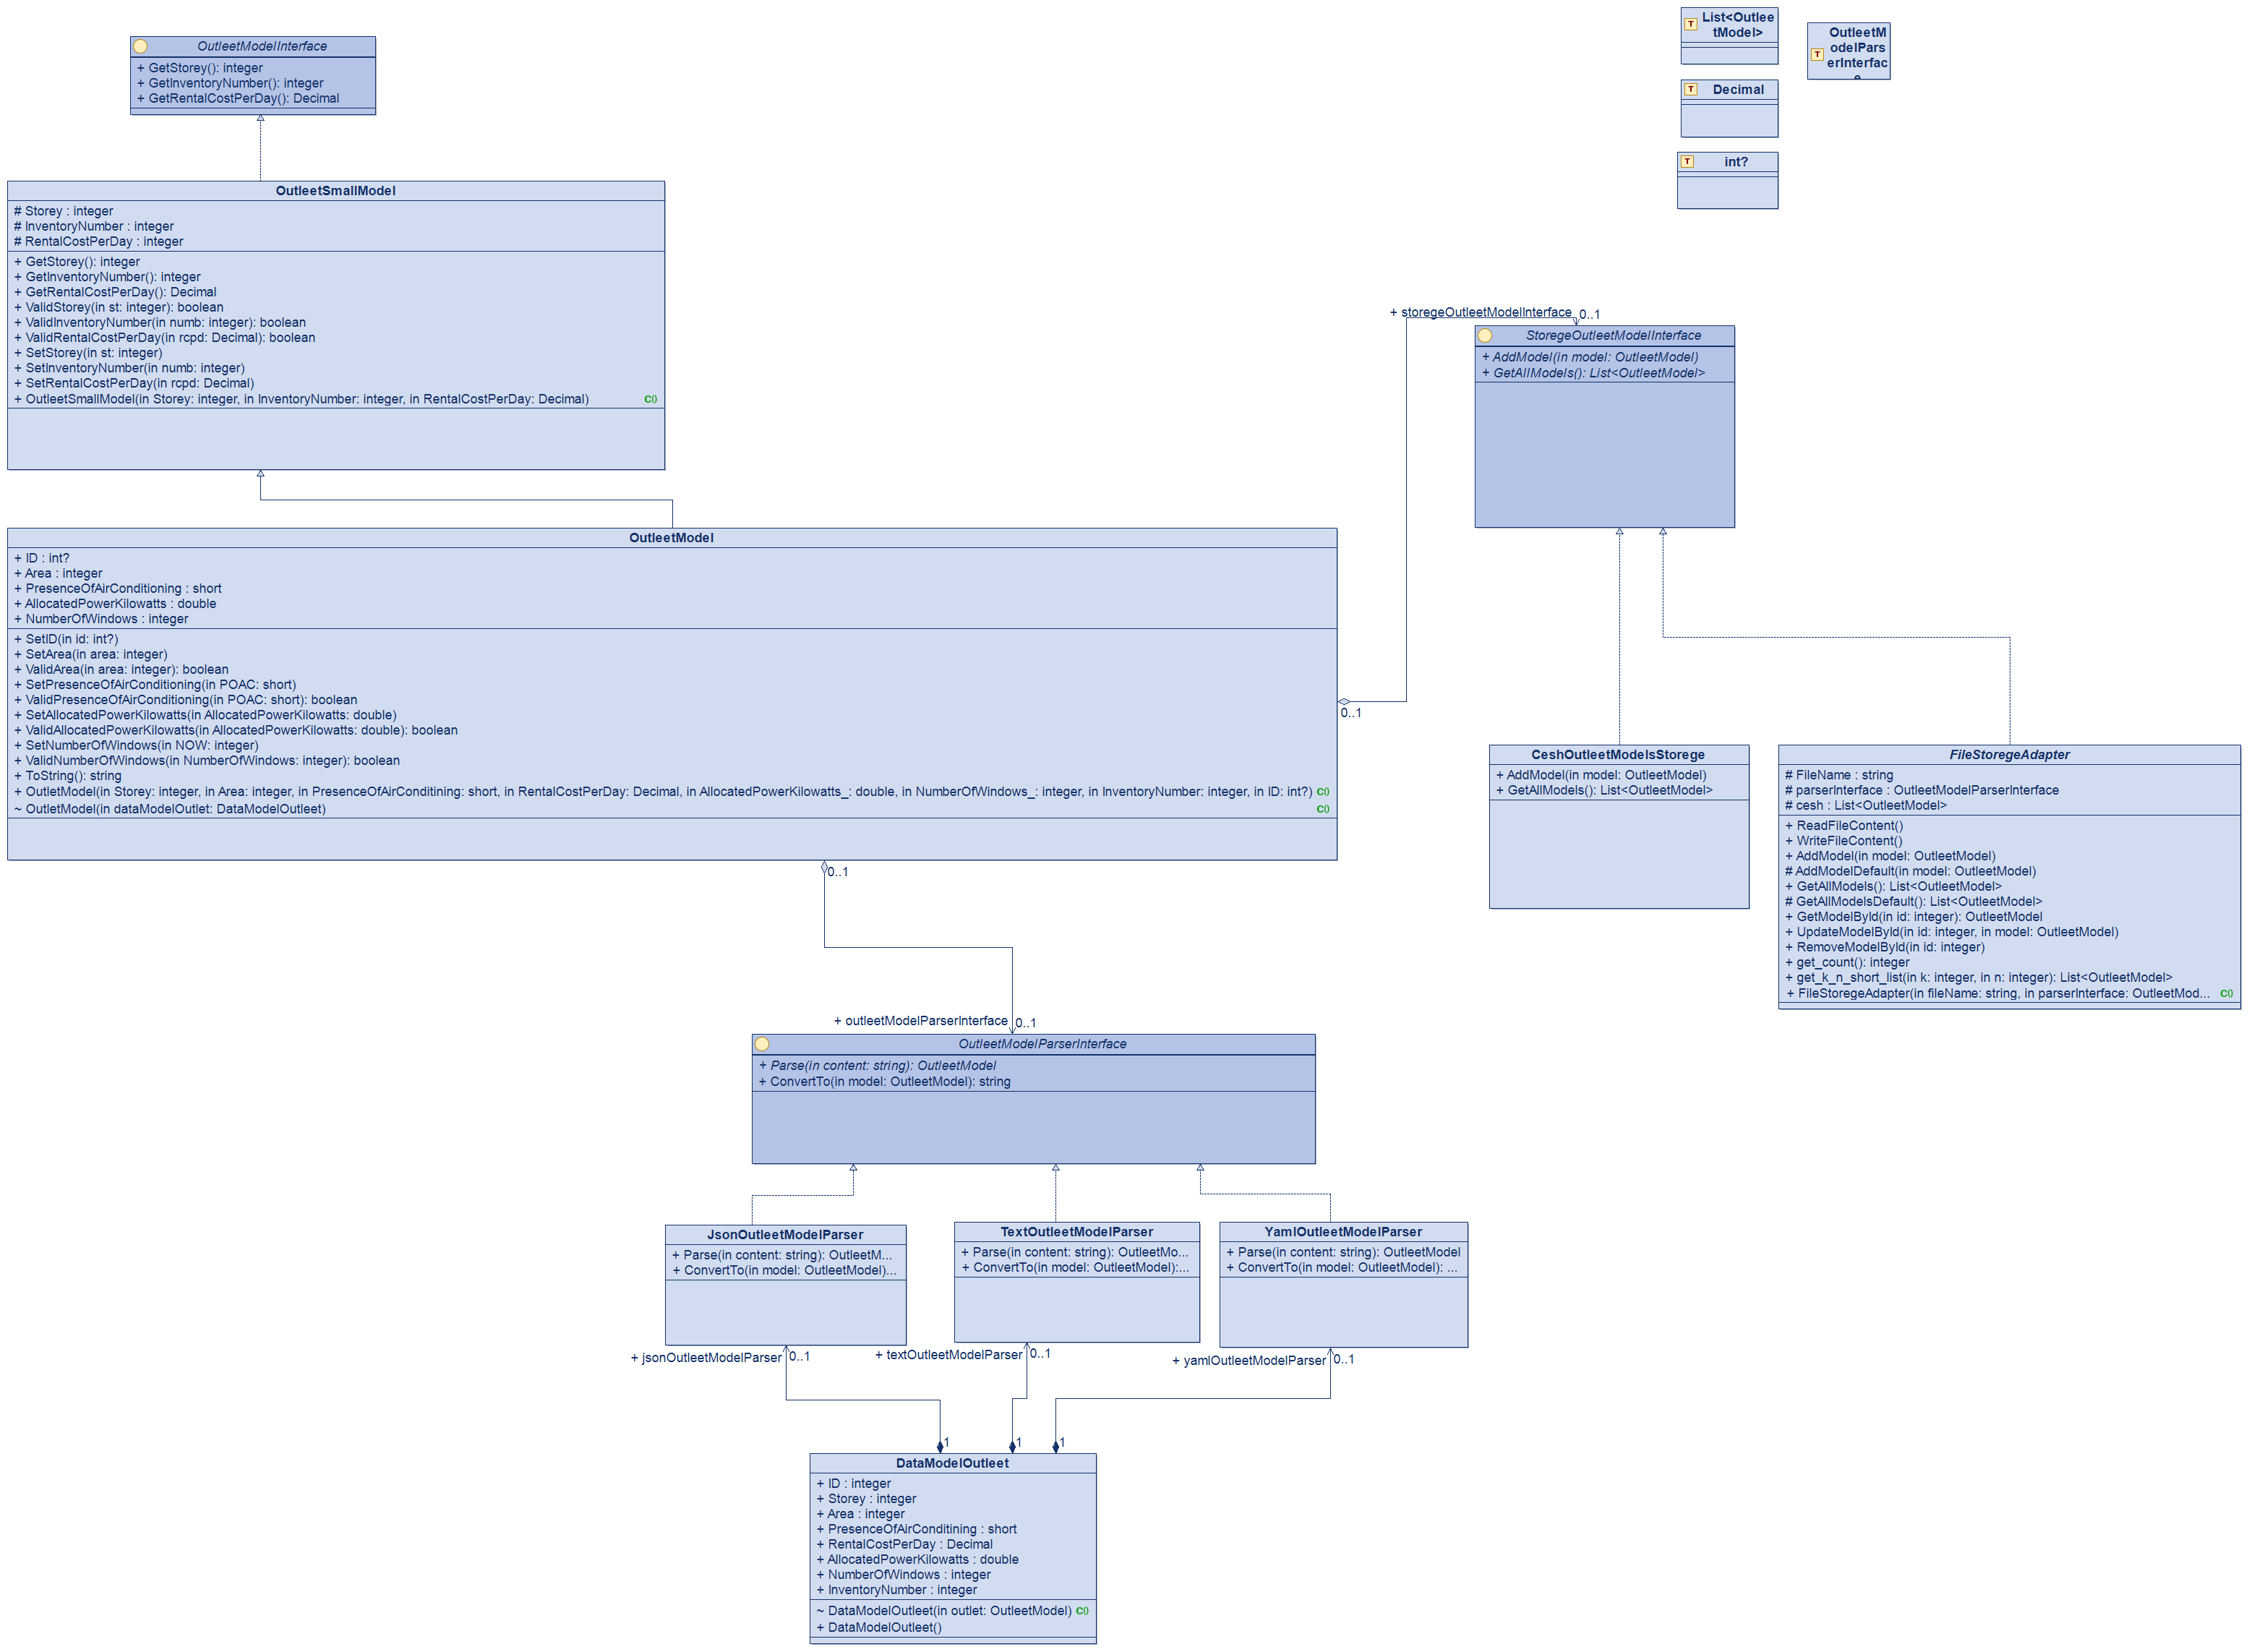 OutleetModelInterface
+ GetStorey(): integer
+ GetInventoryNumber(): integer
+ GetRentalCostPerDay(): Decimal
List<Outlee
tModel>
OutleetM
odelPars
erInterfac
e
Decimal
int?
OutleetSmallModel
# Storey : integer
# InventoryNumber : integer
# RentalCostPerDay : integer
+ GetStorey(): integer
+ GetInventoryNumber(): integer
+ GetRentalCostPerDay(): Decimal
+ ValidStorey(in st: integer): boolean
+ ValidInventoryNumber(in numb: integer): boolean
+ ValidRentalCostPerDay(in rcpd: Decimal): boolean
+ SetStorey(in st: integer)
+ SetInventoryNumber(in numb: integer)
+ SetRentalCostPerDay(in rcpd: Decimal)
+ OutleetSmallModel(in Storey: integer, in InventoryNumber: integer, in RentalCostPerDay: Decimal) C()
+ storegeOutleetModelInterface 0..1
StoregeOutleetModelInterface
+ AddModel(in model: OutleetModel)
+ GetAllModels(): List<OutleetModel>
OutleetModel
+ ID : int?
+ Area : integer
+ PresenceOfAirConditioning : short
+ AllocatedPowerKilowatts : double
+ NumberOfWindows : integer
+ SetID(in id: int?)
+ SetArea(in area: integer)
+ ValidArea(in area: integer): boolean
+ SetPresenceOfAirConditioning(in POAC: short)
+ ValidPresenceOfAirConditioning(in POAC: short): boolean
+ SetAllocatedPowerKilowatts(in AllocatedPowerKilowatts: double)
+ ValidAllocatedPowerKilowatts(in AllocatedPowerKilowatts: double): boolean
+ SetNumberOfWindows(in NOW: integer)
+ ValidNumberOfWindows(in NumberOfWindows: integer): boolean
+ ToString(): string
+ OutletModel(in Storey: integer, in Area: integer, in PresenceOfAirConditining: short, in RentalCostPerDay: Decimal, in AllocatedPowerKilowatts_: double, in NumberOfWindows_: integer, in InventoryNumber: integer, in ID: int?) C()
~ OutletModel(in dataModelOutlet: DataModelOutleet) C()
0..1
0..1
CeshOutleetModelsStorege
+ AddModel(in model: OutleetModel)
+ GetAllModels(): List<OutleetModel>
FileStoregeAdapter
# FileName : string
# parserInterface : OutleetModelParserInterface
# cesh : List<OutleetModel>
+ ReadFileContent()
+ WriteFileContent()
+ AddModel(in model: OutleetModel)
# AddModelDefault(in model: OutleetModel)
+ GetAllModels(): List<OutleetModel>
# GetAllModelsDefault(): List<OutleetModel>
+ GetModelById(in id: integer): OutleetModel
+ UpdateModelById(in id: integer, in model: OutleetModel)
+ RemoveModelById(in id: integer)
+ get_count(): integer
+ get_k_n_short_list(in k: integer, in n: integer): List<OutleetModel>
+ FileStoregeAdapter(in fileName: string, in parserInterface: OutleetMod... C()
+ outleetModelParserInterface 0..1
OutleetModelParserInterface
+ Parse(in content: string): OutleetModel
+ ConvertTo(in model: OutleetModel): string
JsonOutleetModelParser
+ Parse(in content: string): OutleetM...
+ ConvertTo(in model: OutleetModel)...
TextOutleetModelParser
+ Parse(in content: string): OutleetMo...
+ ConvertTo(in model: OutleetModel):...
YamlOutleetModelParser
+ Parse(in content: string): OutleetModel
+ ConvertTo(in model: OutleetModel): ...
+ jsonOutleetModelParser 0..1
+ textOutleetModelParser 0..1
+ yamlOutleetModelParser 0..1
1
1
1
DataModelOutleet
+ ID : integer
+ Storey : integer
+ Area : integer
+ PresenceOfAirConditining : short
+ RentalCostPerDay : Decimal
+ AllocatedPowerKilowatts : double
+ NumberOfWindows : integer
+ InventoryNumber : integer
~ DataModelOutleet(in outlet: OutleetModel) C()
+ DataModelOutleet()